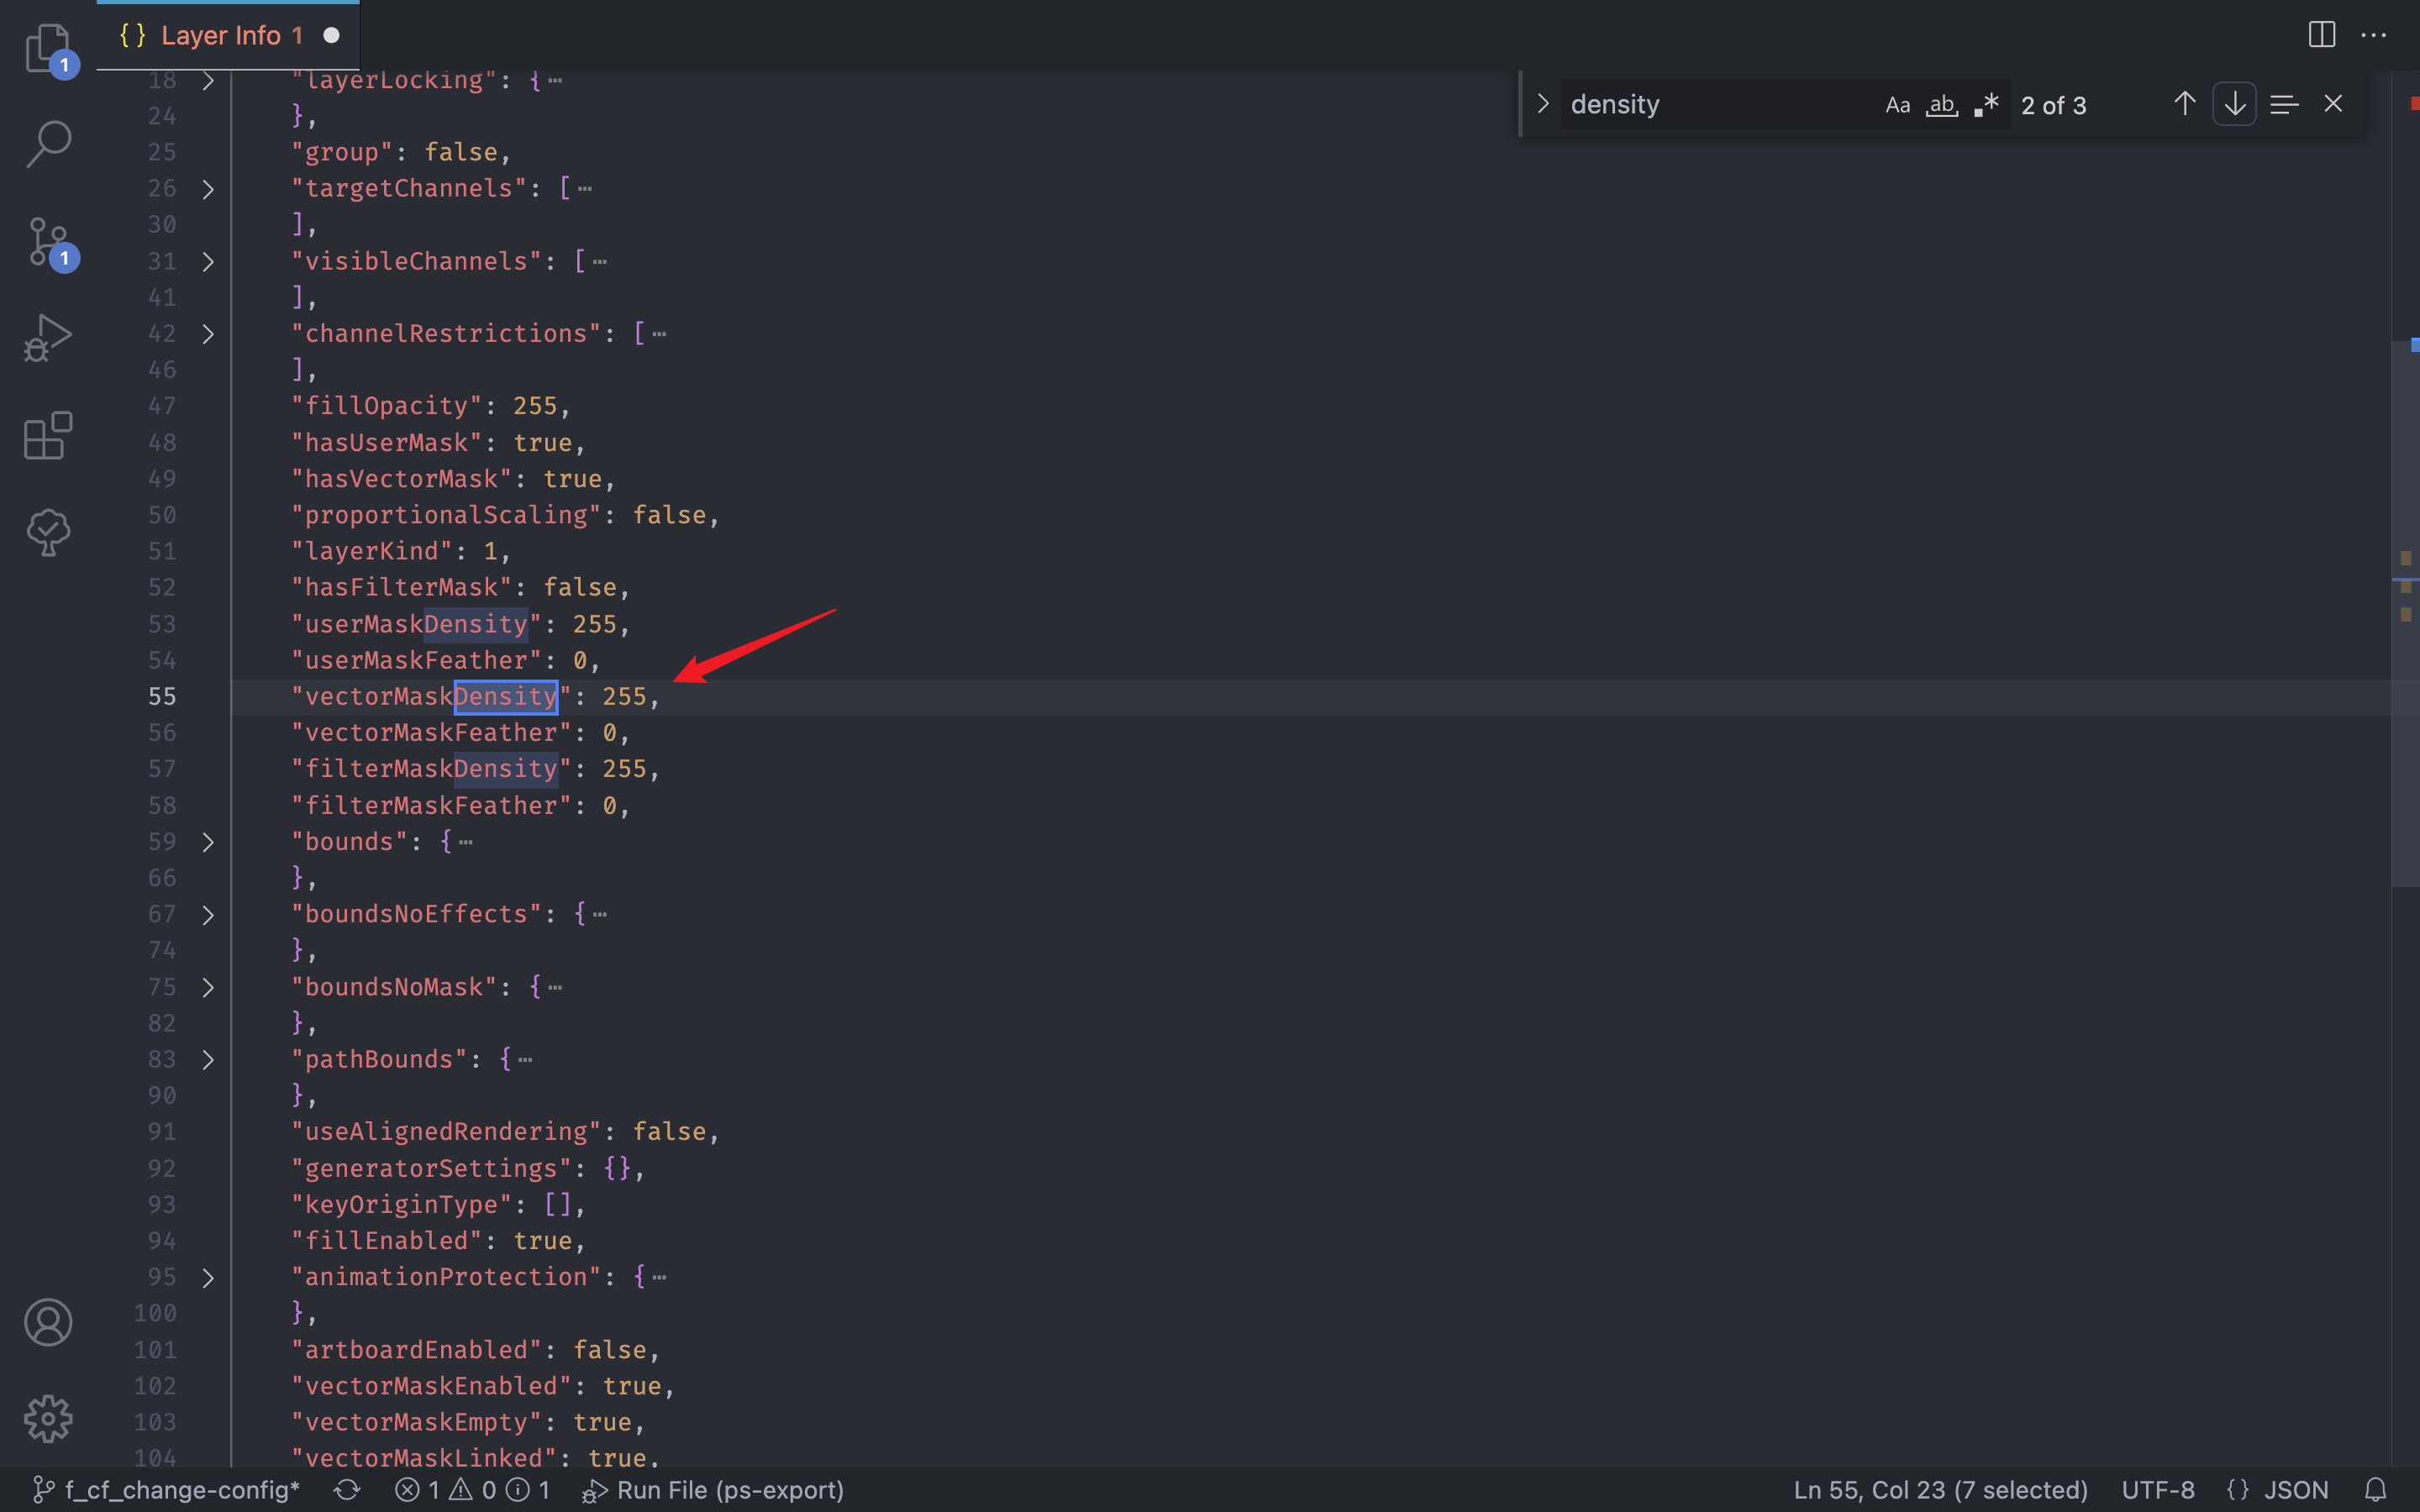 { } Layer Info 1
density Aa ab 2 of 3
1
1
18 "layerLocking": { …
24 },
25 "group": false,
26 "targetChannels": [ …
30 ],
31 "visibleChannels": [ …
41 ],
42 "channelRestrictions": [ …
46 ],
47 "fillOpacity": 255,
48 "hasUserMask": true,
49 "hasVectorMask": true,
50 "proportionalScaling": false,
51 "layerKind": 1,
52 "hasFilterMask": false,
53 "userMaskDensity": 255,
54 "userMaskFeather": 0,
55 "vectorMaskDensity": 255,
56 "vectorMaskFeather": 0,
57 "filterMaskDensity": 255,
58 "filterMaskFeather": 0,
59 "bounds": { …
66 },
67 "boundsNoEffects": { …
74 },
75 "boundsNoMask": { …
82 },
83 "pathBounds": { …
90 },
91 "useAlignedRendering": false,
92 "generatorSettings": {},
93 "keyOriginType": [],
94 "fillEnabled": true,
95 "animationProtection": { …
100 },
101 "artboardEnabled": false,
102 "vectorMaskEnabled": true,
103 "vectorMaskEmpty": true,
104 "vectorMaskLinked": true,
f_cf_change-config* 1 0 1 Run File (ps-export) Ln 55, Col 23 (7 selected) UTF-8 {} JSON